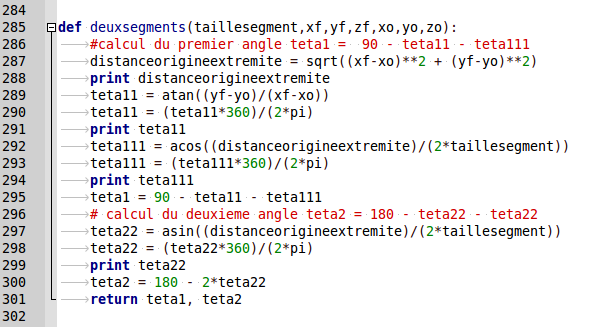 284
285 def deuxsegments(taillesegment,xf,yf,zf,xo,yo,zo):
286 #calcul du premier angle teta1 =  90 - teta11 - teta111
287 distanceorigineextremite = sqrt((xf-xo)**2 + (yf-yo)**2)
288 print distanceorigineextremite
289 teta11 = atan((yf-yo)/(xf-xo))
290 teta11 = (teta11*360)/(2*pi)
291 print teta11
292 teta111 = acos((distanceorigineextremite)/(2*taillesegment))
293 teta111 = (teta111*360)/(2*pi)
294 print teta111
295 teta1 = 90 - teta11 - teta111
296 # calcul du deuxieme angle teta2 = 180 - teta22 - teta22
297 teta22 = asin((distanceorigineextremite)/(2*taillesegment))
298 teta22 = (teta22*360)/(2*pi)
299 print teta22
300 teta2 = 180 - 2*teta22
301 return teta1, teta2
302